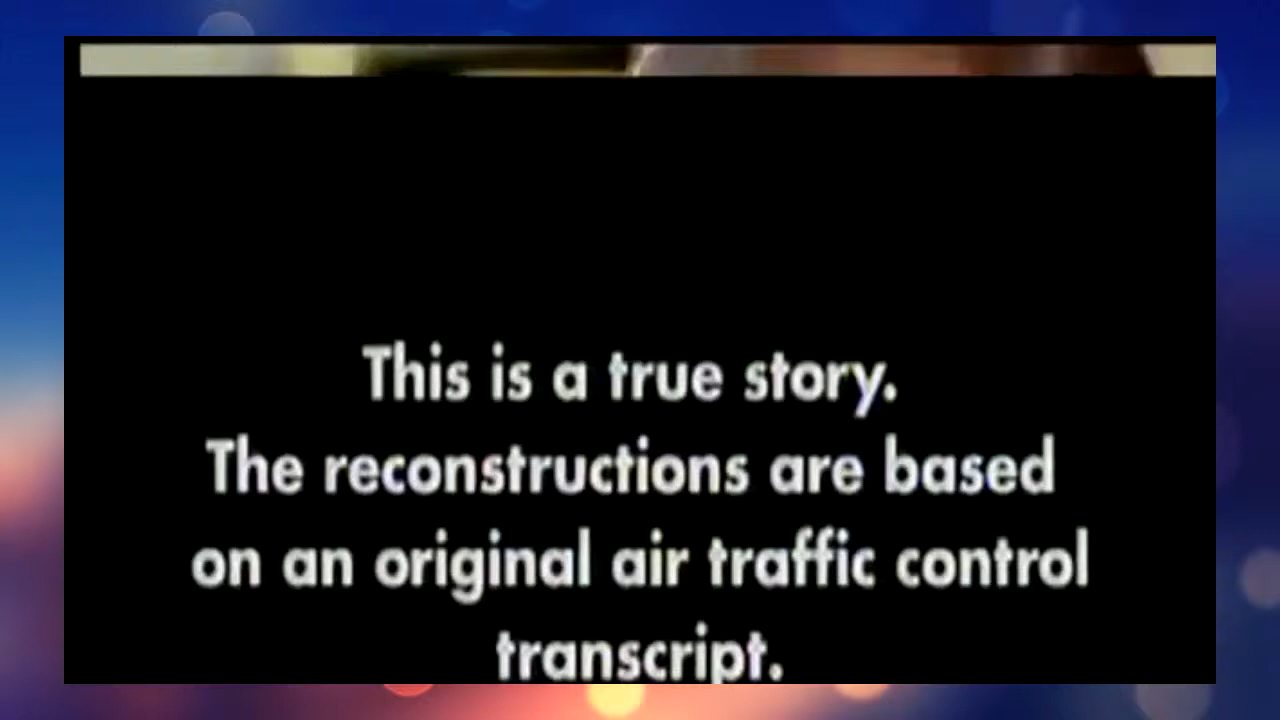 This is a true story.
The reconstructions are based
on an original air traffic control
transcript.